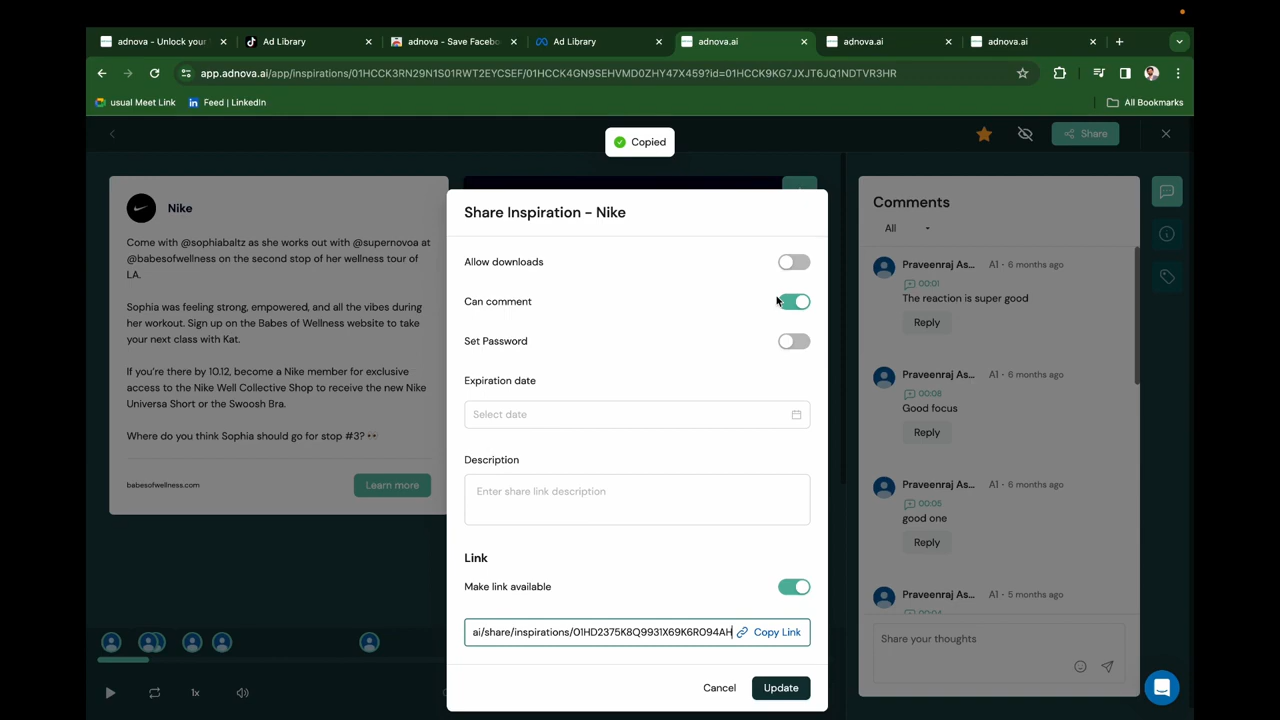 adnova - Unlock your
Ad Library
adnova - Save Facebo
Ad Library
adnova.ai
adnova.ai
adnova.ai
app.adnova.ai/app/inspirations/01HCCK3RN29N1S01RWT2EYCSEF/01HCCK4GN9SEHVMD0ZHY47X459?id=01HCCK9KG7JXJT6JQ1NDTVR3HR
usual Meet Link
Feed | LinkedIn
All Bookmarks
Copied
Share
Nike
Come with @sophiabaltz as she works out with @supernovoa at
@babesofwellness on the second stop of her wellness tour of
LA.
Sophia was feeling strong, empowered, and all the vibes during
her workout. Sign up on the Babes of Wellness website to take
your next class with Kat.
If you're there by 10.12, become a Nike member for exclusive
access to the Nike Well Collective Shop to receive the new Nike
Universa Short or the Swoosh Bra.
Where do you think Sophia should go for stop #3? 👀
babesofwellness.com
Learn more
1x
Share Inspiration - Nike
Allow downloads
Can comment
Set Password
Expiration date
Select date
Description
Enter share link description
Link
Make link available
ai/share/inspirations/01HD2375K8Q9931X69K6R094AH
Copy Link
Cancel
Update
Comments
All
Praveenraj As... A1 - 6 months ago
00:01
The reaction is super good
Reply
Praveenraj As... A1 - 6 months ago
00:08
Good focus
Reply
Praveenraj As... A1 - 6 months ago
00:05
good one
Reply
Praveenraj As... A1 - 5 months ago
Share your thoughts